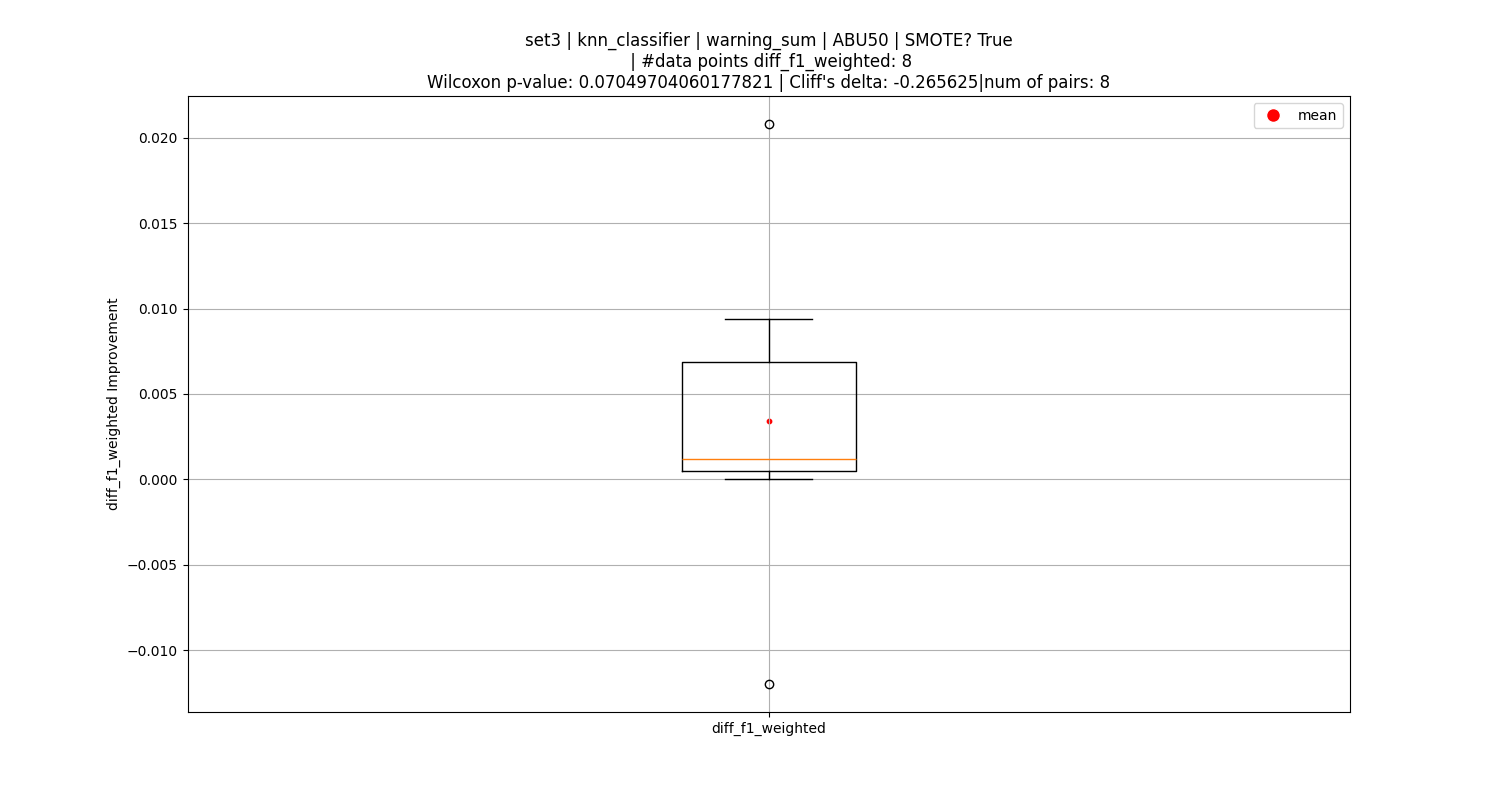 set3 | knn_classifier | warning_sum | ABU50 | SMOTE? True
| #data points diff_f1_weighted: 8
Wilcoxon p-value: 0.07049704060177821 | Cliff's delta: -0.265625|num of pairs: 8
mean
0.020
0.015
0.010
0.005
0.000
−0.005
−0.010
diff_f1_weighted Improvement
diff_f1_weighted